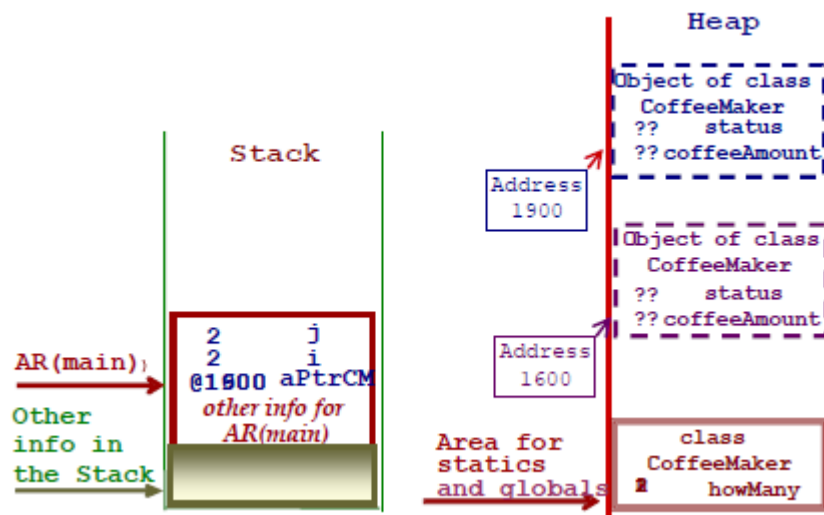 Stack
2 j
2 i
aPtrCM
other info for
AR(main)
AR(main)
Other
info in
the Stack
Heap
Object of class
CoffeeMaker
?? status
?? coffeeAmount
Address
1900
Object of class
CoffeeMaker
?? status
?? coffeeAmount
Address
1600
Area for
statics
and globals
class
CoffeeMaker
howMany